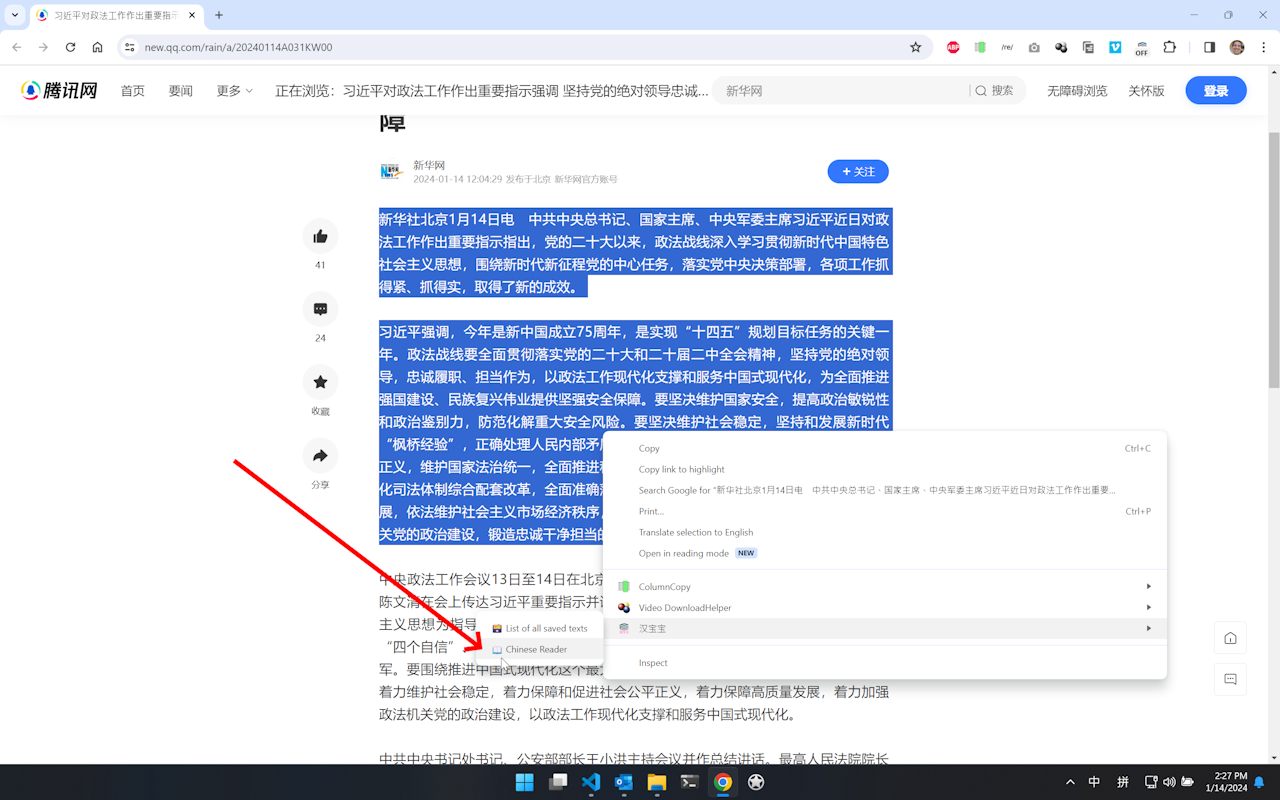 习近平对政法工作作出重要指示
new.qq.com/rain/a/20240114A031KW00
ABP
/re/
OFF
腾讯网
首页
要闻
更多
正在浏览：习近平对政法工作作出重要指示强调 坚持党的绝对领导忠诚...
新华网
搜索
无障碍浏览
关怀版
登录
障
新华网
2024-01-14 12:04:29 发布于北京 新华网官方账号
+ 关注
41
24
收藏
分享
新华社北京1月14日电　中共中央总书记、国家主席、中央军委主席习近平近日对政
法工作作出重要指示指出，党的二十大以来，政法战线深入学习贯彻新时代中国特色
社会主义思想，围绕新时代新征程党的中心任务，落实党中央决策部署，各项工作抓
得紧、抓得实，取得了新的成效。
习近平强调，今年是新中国成立75周年，是实现“十四五”规划目标任务的关键一
年。政法战线要全面贯彻落实党的二十大和二十届二中全会精神，坚持党的绝对领
导，忠诚履职、担当作为，以政法工作现代化支撑和服务中国式现代化，为全面推进
强国建设、民族复兴伟业提供坚强安全保障。要坚决维护国家安全，提高政治敏锐性
和政治鉴别力，防范化解重大安全风险。要坚决维护社会稳定，坚持和发展新时代
“枫桥经验”，正确处理人民内部矛
正义，维护国家法治统一，全面推进
化司法体制综合配套改革，全面准确
展，依法维护社会主义市场经济秩序，
关党的政治建设，锻造忠诚干净担当的
中央政法工作会议13日至14日在北京
陈文清在会上传达习近平重要指示并
主义思想为指导
“四个自信”
军。要围绕推进中国式现代化这个最
着力维护社会稳定，着力保障和促进社会公平正义，着力保障高质量发展，着力加强
政法机关党的政治建设，以政法工作现代化支撑和服务中国式现代化。
中共中央书记处书记、公安部部长王小洪主持会议并作总结讲话。最高人民法院院长
Copy Ctrl+C
Copy link to highlight
Search Google for “新华社北京1月14日电　中共中央总书记、国家主席、中央军委主席习近平近日对政法工作作出重要...
Print... Ctrl+P
Translate selection to English
Open in reading mode NEW
ColumnCopy
Video DownloadHelper
汉宝宝
Inspect
List of all saved texts
Chinese Reader
中
拼
2:27 PM
1/14/2024